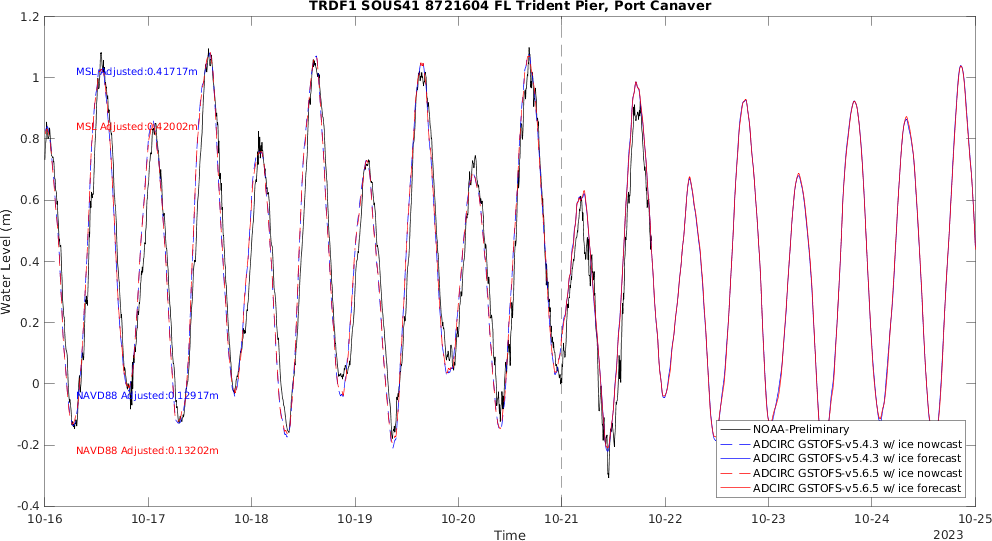 TRDF1 SOUS41 8721604 FL Trident Pier, Port Canaver
1.2
1
0.8
0.6
0.4
0.2
0
-0.2
-0.4
Water Level (m)
MSL Adjusted:0.41717m
MSL Adjusted:0.42002m
NAVD88 Adjusted:0.12917m
NAVD88 Adjusted:0.13202m
NOAA-Preliminary
ADCIRC GSTOFS-v5.4.3 w/ ice nowcast
ADCIRC GSTOFS-v5.4.3 w/ ice forecast
ADCIRC GSTOFS-v5.6.5 w/ ice nowcast
ADCIRC GSTOFS-v5.6.5 w/ ice forecast
10-16 10-17 10-18 10-19 10-20 10-21 10-22 10-23 10-24 10-25
Time
2023